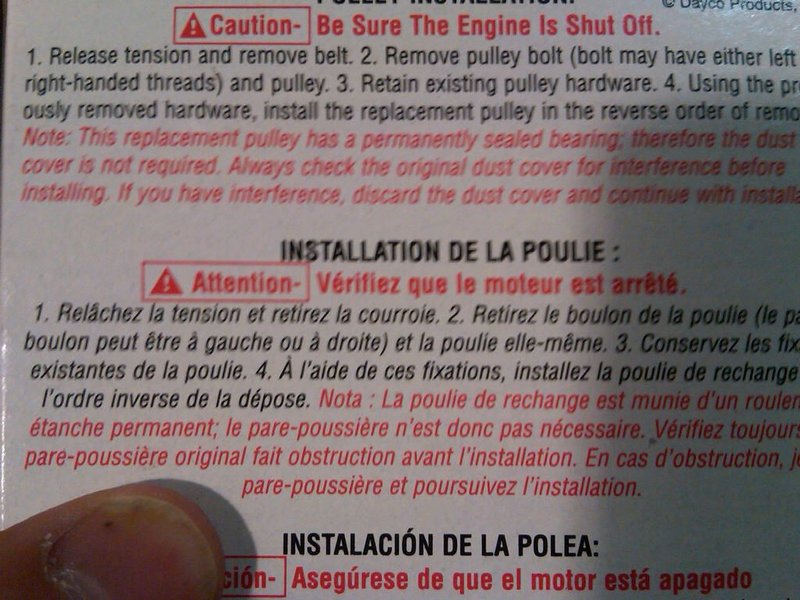 PULLEY INSTALLATION:
© Dayco Products,
Caution- Be Sure The Engine Is Shut Off.
1. Release tension and remove belt. 2. Remove pulley bolt (bolt may have either left
right-handed threads) and pulley. 3. Retain existing pulley hardware. 4. Using the pr
ously removed hardware, install the replacement pulley in the reverse order of remo
Note: This replacement pulley has a permanently sealed bearing; therefore the dust
cover is not required. Always check the original dust cover for interference before
installing. If you have interference, discard the dust cover and continue with installa
INSTALLATION DE LA POULIE :
Attention- Vérifiez que le moteur est arrêté.
1. Relâchez la tension et retirez la courroie. 2. Retirez le boulon de la poulie (le pa
boulon peut être à gauche ou à droite) et la poulie elle-même. 3. Conservez les fix
existantes de la poulie. 4. À l'aide de ces fixations, installez la poulie de rechange
l'ordre inverse de la dépose. Nota : La poulie de rechange est munie d'un roulem
étanche permanent; le pare-poussière n'est donc pas nécessaire. Vérifiez toujours
pare-poussière original fait obstruction avant l'installation. En cas d'obstruction, je
pare-poussière et poursuivez l'installation.
INSTALACIÓN DE LA POLEA:
ción- Asegúrese de que el motor está apagado